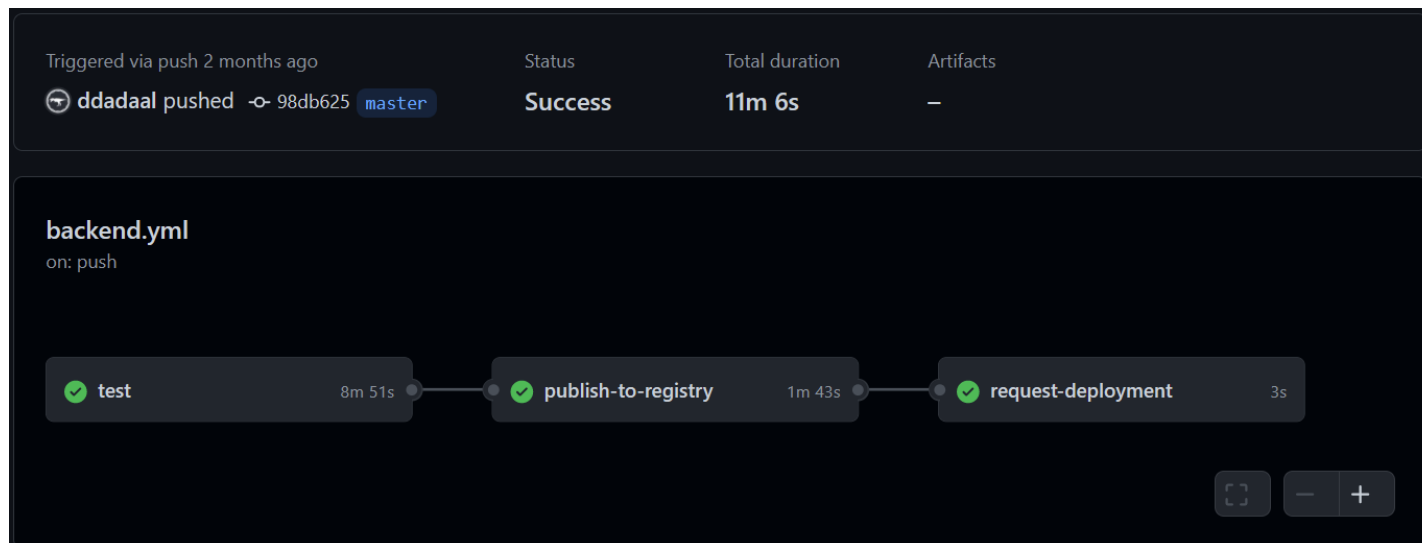 Triggered via push 2 months ago
Status
Total duration
Artifacts
ddadaal pushed 98db625 master
Success
11m 6s
–
backend.yml
on: push
test 8m 51s
publish-to-registry 1m 43s
request-deployment 3s